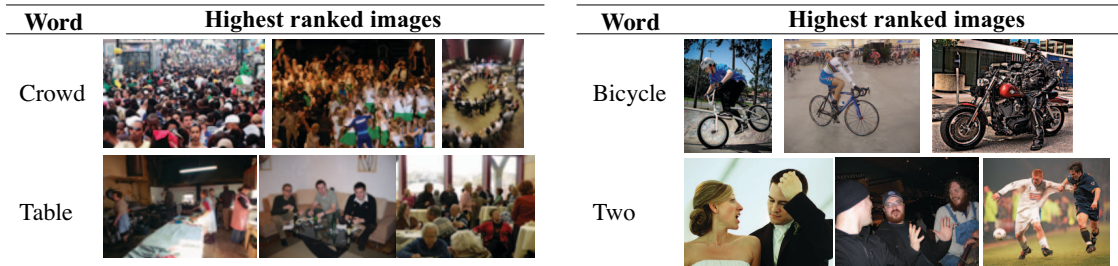 Word Highest ranked images
Crowd
Table
Word Highest ranked images
Bicycle
Two